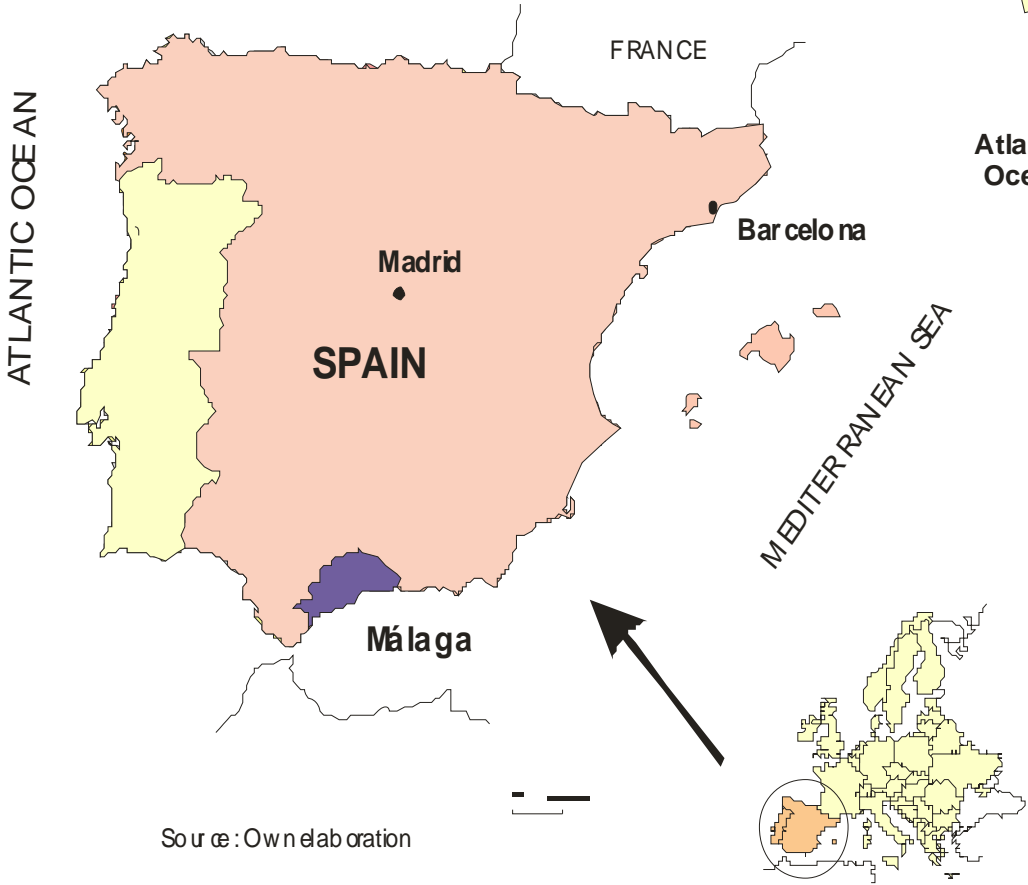 FRANCE
ATLANTIC OCEAN
Atla
Oce
Barcelona
Madrid
SPAIN
MEDITERRANEAN SEA
Málaga
Source: Own elaboration